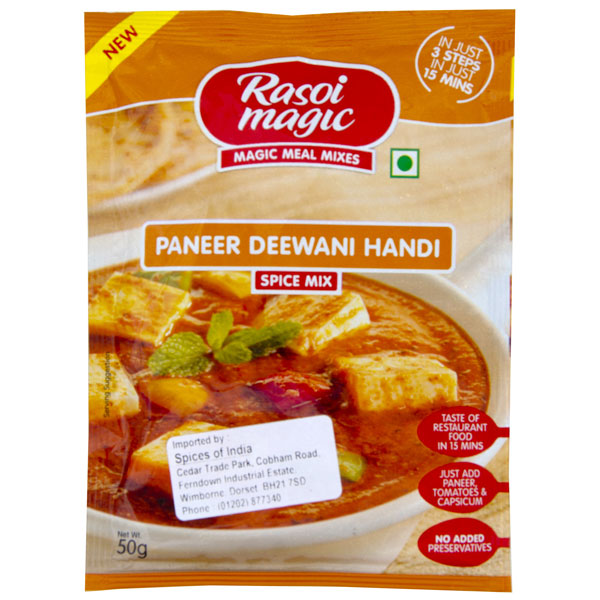 NEW
IN JUST
3 STEPS
IN JUST
15 MINS
Rasoi
magic
MAGIC MEAL MIXES
PANEER DEEWANI HANDI
SPICE MIX
Serving Suggestion
Imported by :
Spices of India
Cedar Trade Park, Cobham Road,
Ferndown Industrial Estate,
Wimborne, Dorset, BH21 7SD
Phone : (01202) 877340
TASTE OF
RESTAURANT
FOOD
IN 15 MINS
JUST ADD
PANEER,
TOMATOES &
CAPSICUM
NO ADDED
PRESERVATIVES
Net Wt.
50g